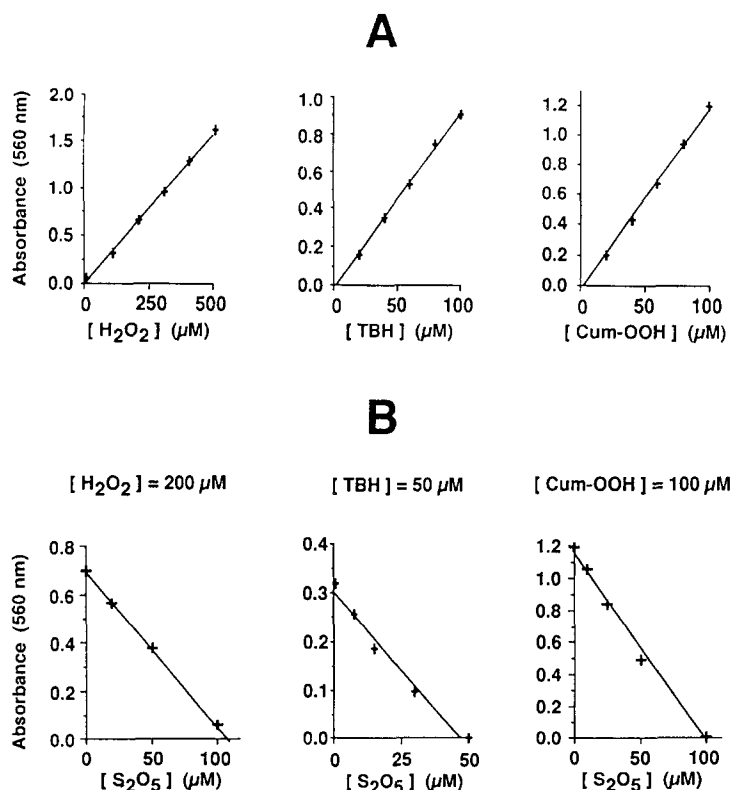 A
Absorbance (560 nm)
2.0
1.5
1.0
0.5
0.0
0 250 500
[ H2O2 ] (µM)
1.0
0.8
0.6
0.4
0.2
0.0
0 50 100
[ TBH ] (µM)
1.2
1.0
0.8
0.6
0.4
0.2
0.0
0 50 100
[ Cum-OOH ] (µM)
B
[ H2O2 ] = 200 µM
[ TBH ] = 50 µM
[ Cum-OOH ] = 100 µM
Absorbance (560 nm)
0.8
0.6
0.4
0.2
0.0
0 50 100
[ S2O5 ] (µM)
0.4
0.3
0.2
0.1
0.0
0 25 50
[ S2O5 ] (µM)
1.2
1.0
0.8
0.6
0.4
0.2
0.0
0 50 100
[ S2O5 ] (µM)